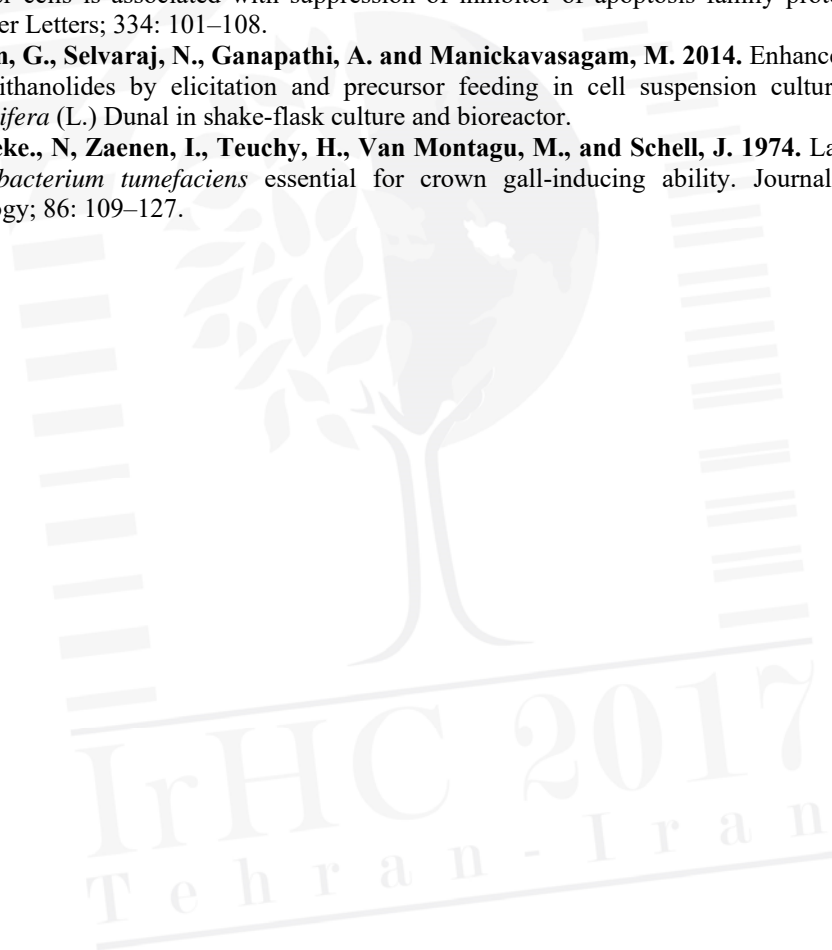 er Letters; 334: 101–108.
n, G., Selvaraj, N., Ganapathi, A. and Manickavasagam, M. 2014. Enhance
ithanolides by elicitation and precursor feeding in cell suspension cultur
ifera (L.) Dunal in shake-flask culture and bioreactor.
eke., N, Zaenen, I., Teuchy, H., Van Montagu, M., and Schell, J. 1974. La
bacterium tumefaciens essential for crown gall-inducing ability. Journal
ogy; 86: 109–127.
IrHC 2017
Tehran-Iran